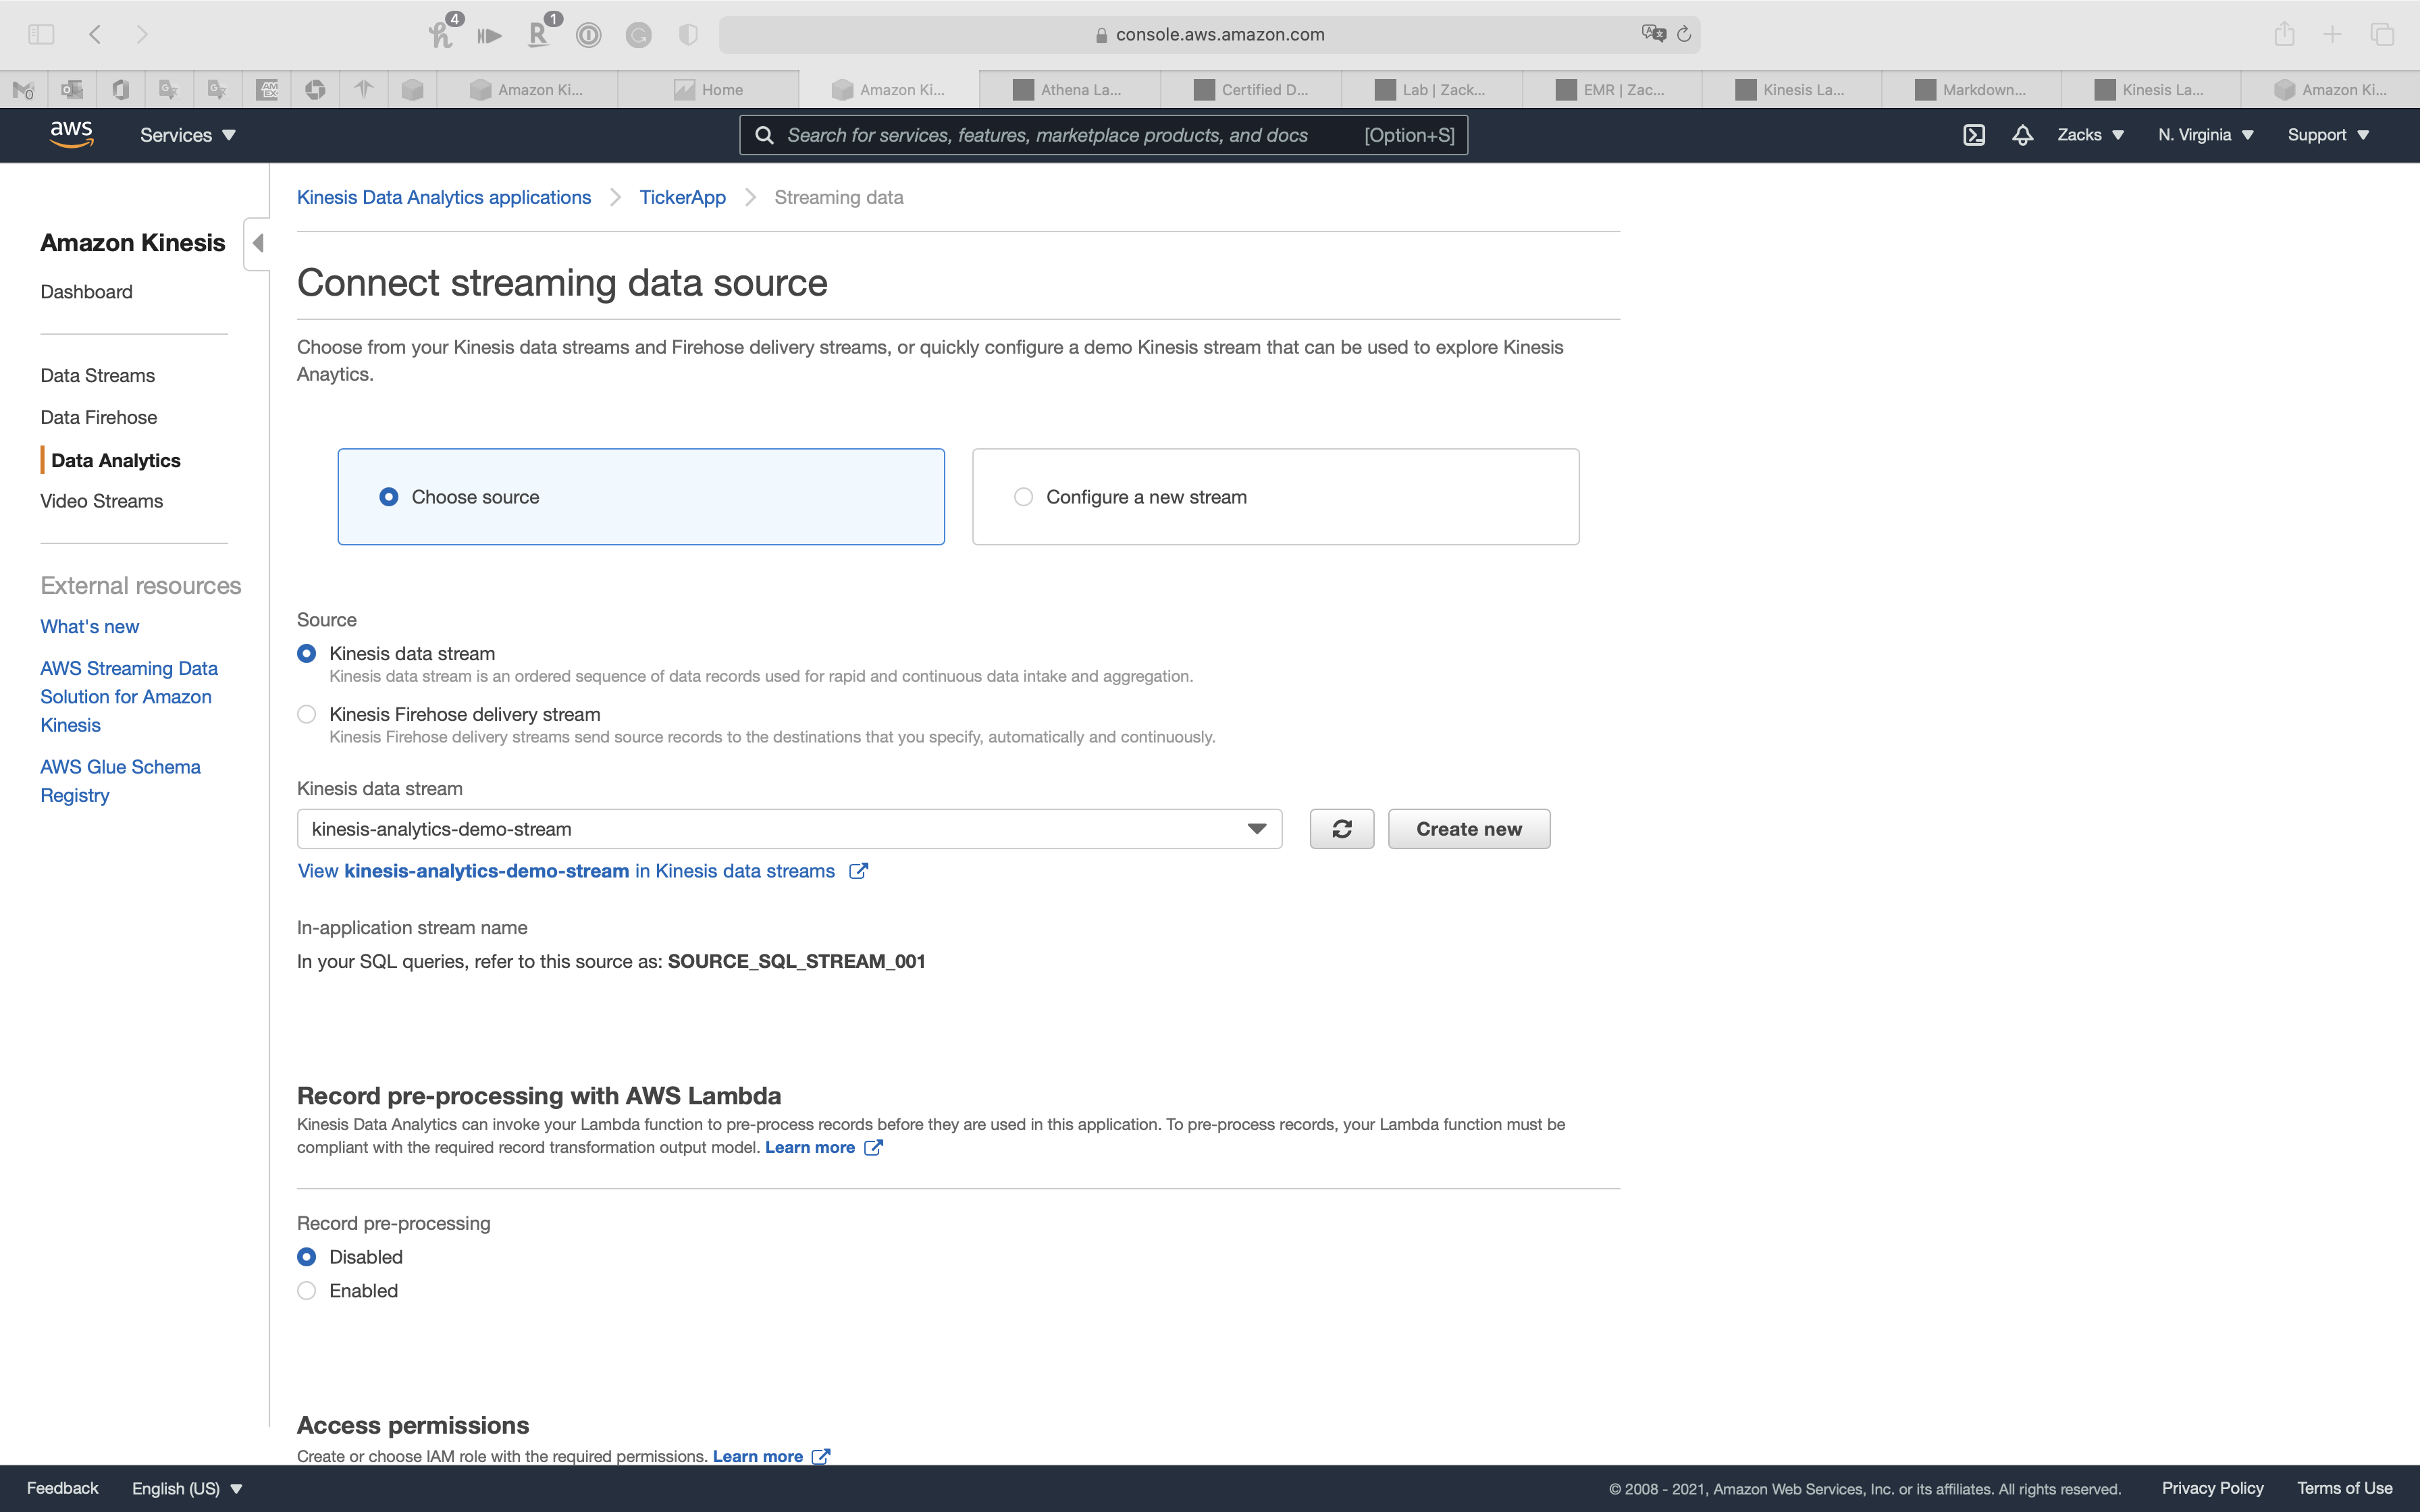 4
1
console.aws.amazon.com
0
AM
EX
Amazon Ki...
Home
Amazon Ki...
Athena La...
Certified D...
Lab | Zack...
EMR | Zac...
Kinesis La...
Markdown...
Kinesis La...
Amazon Ki...
aws
Services
Search for services, features, marketplace products, and docs
[Option+S]
Zacks
N. Virginia
Support
Amazon Kinesis
Dashboard
Data Streams
Data Firehose
Data Analytics
Video Streams
External resources
What's new
AWS Streaming Data
Solution for Amazon
Kinesis
AWS Glue Schema
Registry
Kinesis Data Analytics applications
TickerApp
Streaming data
Connect streaming data source
Choose from your Kinesis data streams and Firehose delivery streams, or quickly configure a demo Kinesis stream that can be used to explore Kinesis
Anaytics.
Choose source
Configure a new stream
Source
Kinesis data stream
Kinesis data stream is an ordered sequence of data records used for rapid and continuous data intake and aggregation.
Kinesis Firehose delivery stream
Kinesis Firehose delivery streams send source records to the destinations that you specify, automatically and continuously.
Kinesis data stream
kinesis-analytics-demo-stream
Create new
View kinesis-analytics-demo-stream in Kinesis data streams
In-application stream name
In your SQL queries, refer to this source as: SOURCE_SQL_STREAM_001
Record pre-processing with AWS Lambda
Kinesis Data Analytics can invoke your Lambda function to pre-process records before they are used in this application. To pre-process records, your Lambda function must be
compliant with the required record transformation output model. Learn more
Record pre-processing
Disabled
Enabled
Access permissions
Create or choose IAM role with the required permissions. Learn more
Feedback
English (US)
© 2008 - 2021, Amazon Web Services, Inc. or its affiliates. All rights reserved.
Privacy Policy
Terms of Use